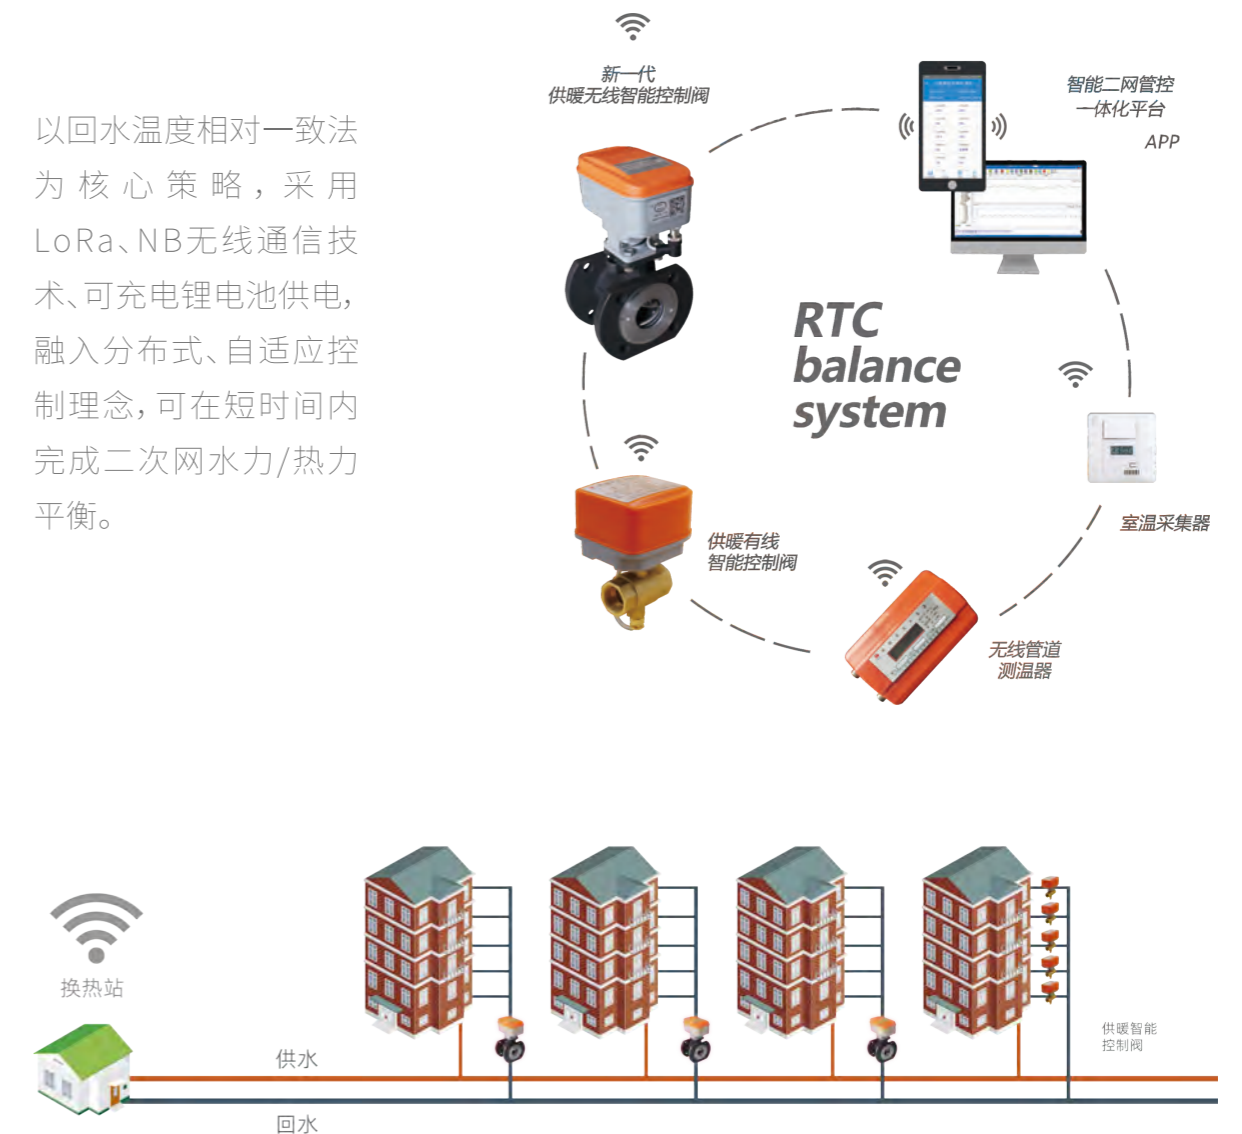 新一代
供暖无线智能控制阀
智能二网管控
一体化平台
APP
以回水温度相对一致法
为核心策略，采用
LoRa、NB无线通信技
术、可充电锂电池供电，
融入分布式、自适应控
制理念，可在短时间内
完成二次网水力/热力
平衡。
RTC
balance
system
室温采集器
供暖有线
智能控制阀
无线管道
测温器
换热站
供暖智能
控制阀
供水
回水